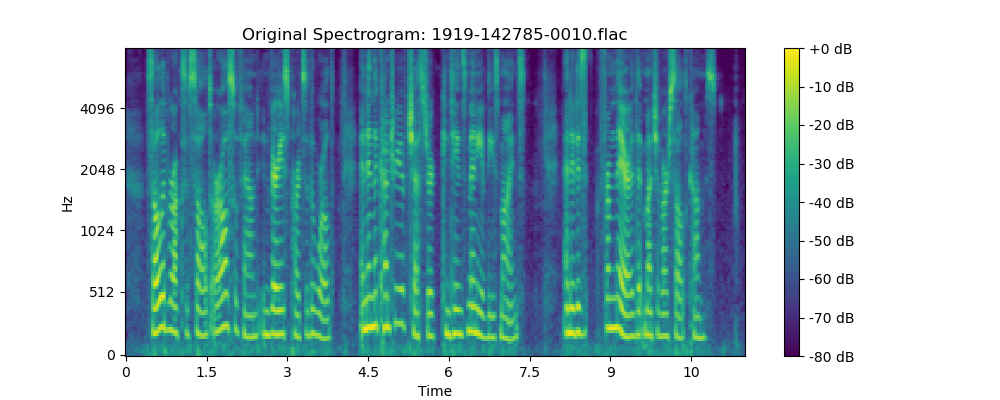 Original Spectrogram: 1919-142785-0010.flac
+0 dB
4096
-10 dB
-20 dB
2048
-30 dB
Hz
-40 dB
1024
-50 dB
512
-60 dB
-70 dB
0
-80 dB
0 1.5 3 4.5 6 7.5 9 10
Time